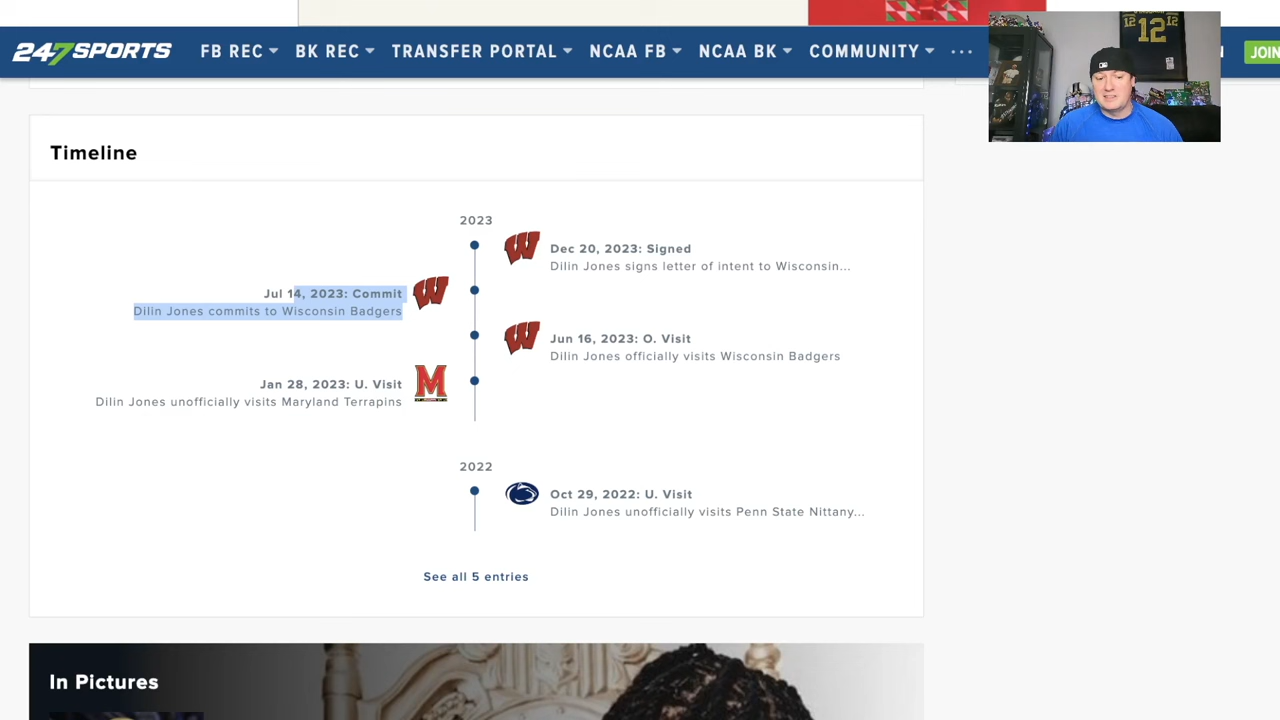 247SPORTS
FB REC
BK REC
TRANSFER PORTAL
NCAA FB
NCAA BK
COMMUNITY
...
N
JOIN
12
12
12
Timeline
2023
W
Dec 20, 2023: Signed
Dilin Jones signs letter of intent to Wisconsin...
Jul 14, 2023: Commit
Dilin Jones commits to Wisconsin Badgers
W
W
Jun 16, 2023: O. Visit
Dilin Jones officially visits Wisconsin Badgers
Jan 28, 2023: U. Visit
Dilin Jones unofficially visits Maryland Terrapins
M
2022
Oct 29, 2022: U. Visit
Dilin Jones unofficially visits Penn State Nittany...
See all 5 entries
In Pictures